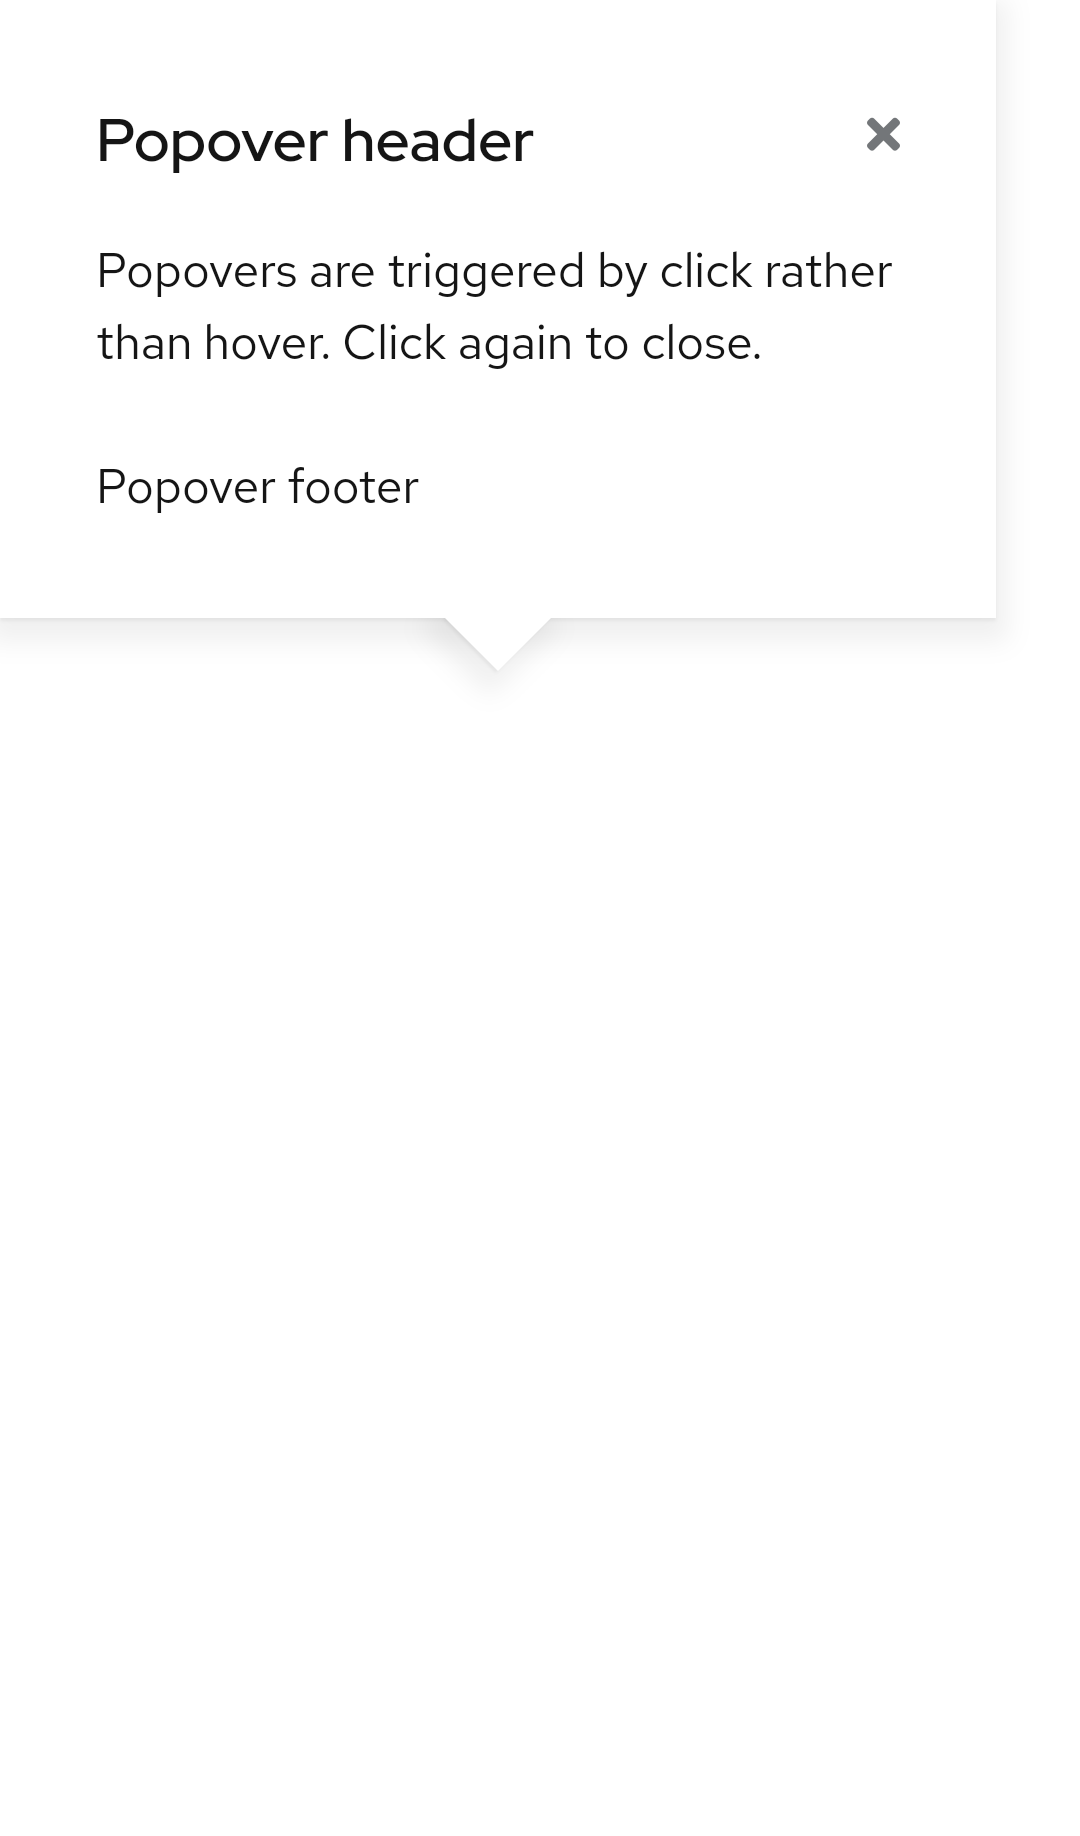 Popover header
Popovers are triggered by click rather
than hover. Click again to close.
Popover footer